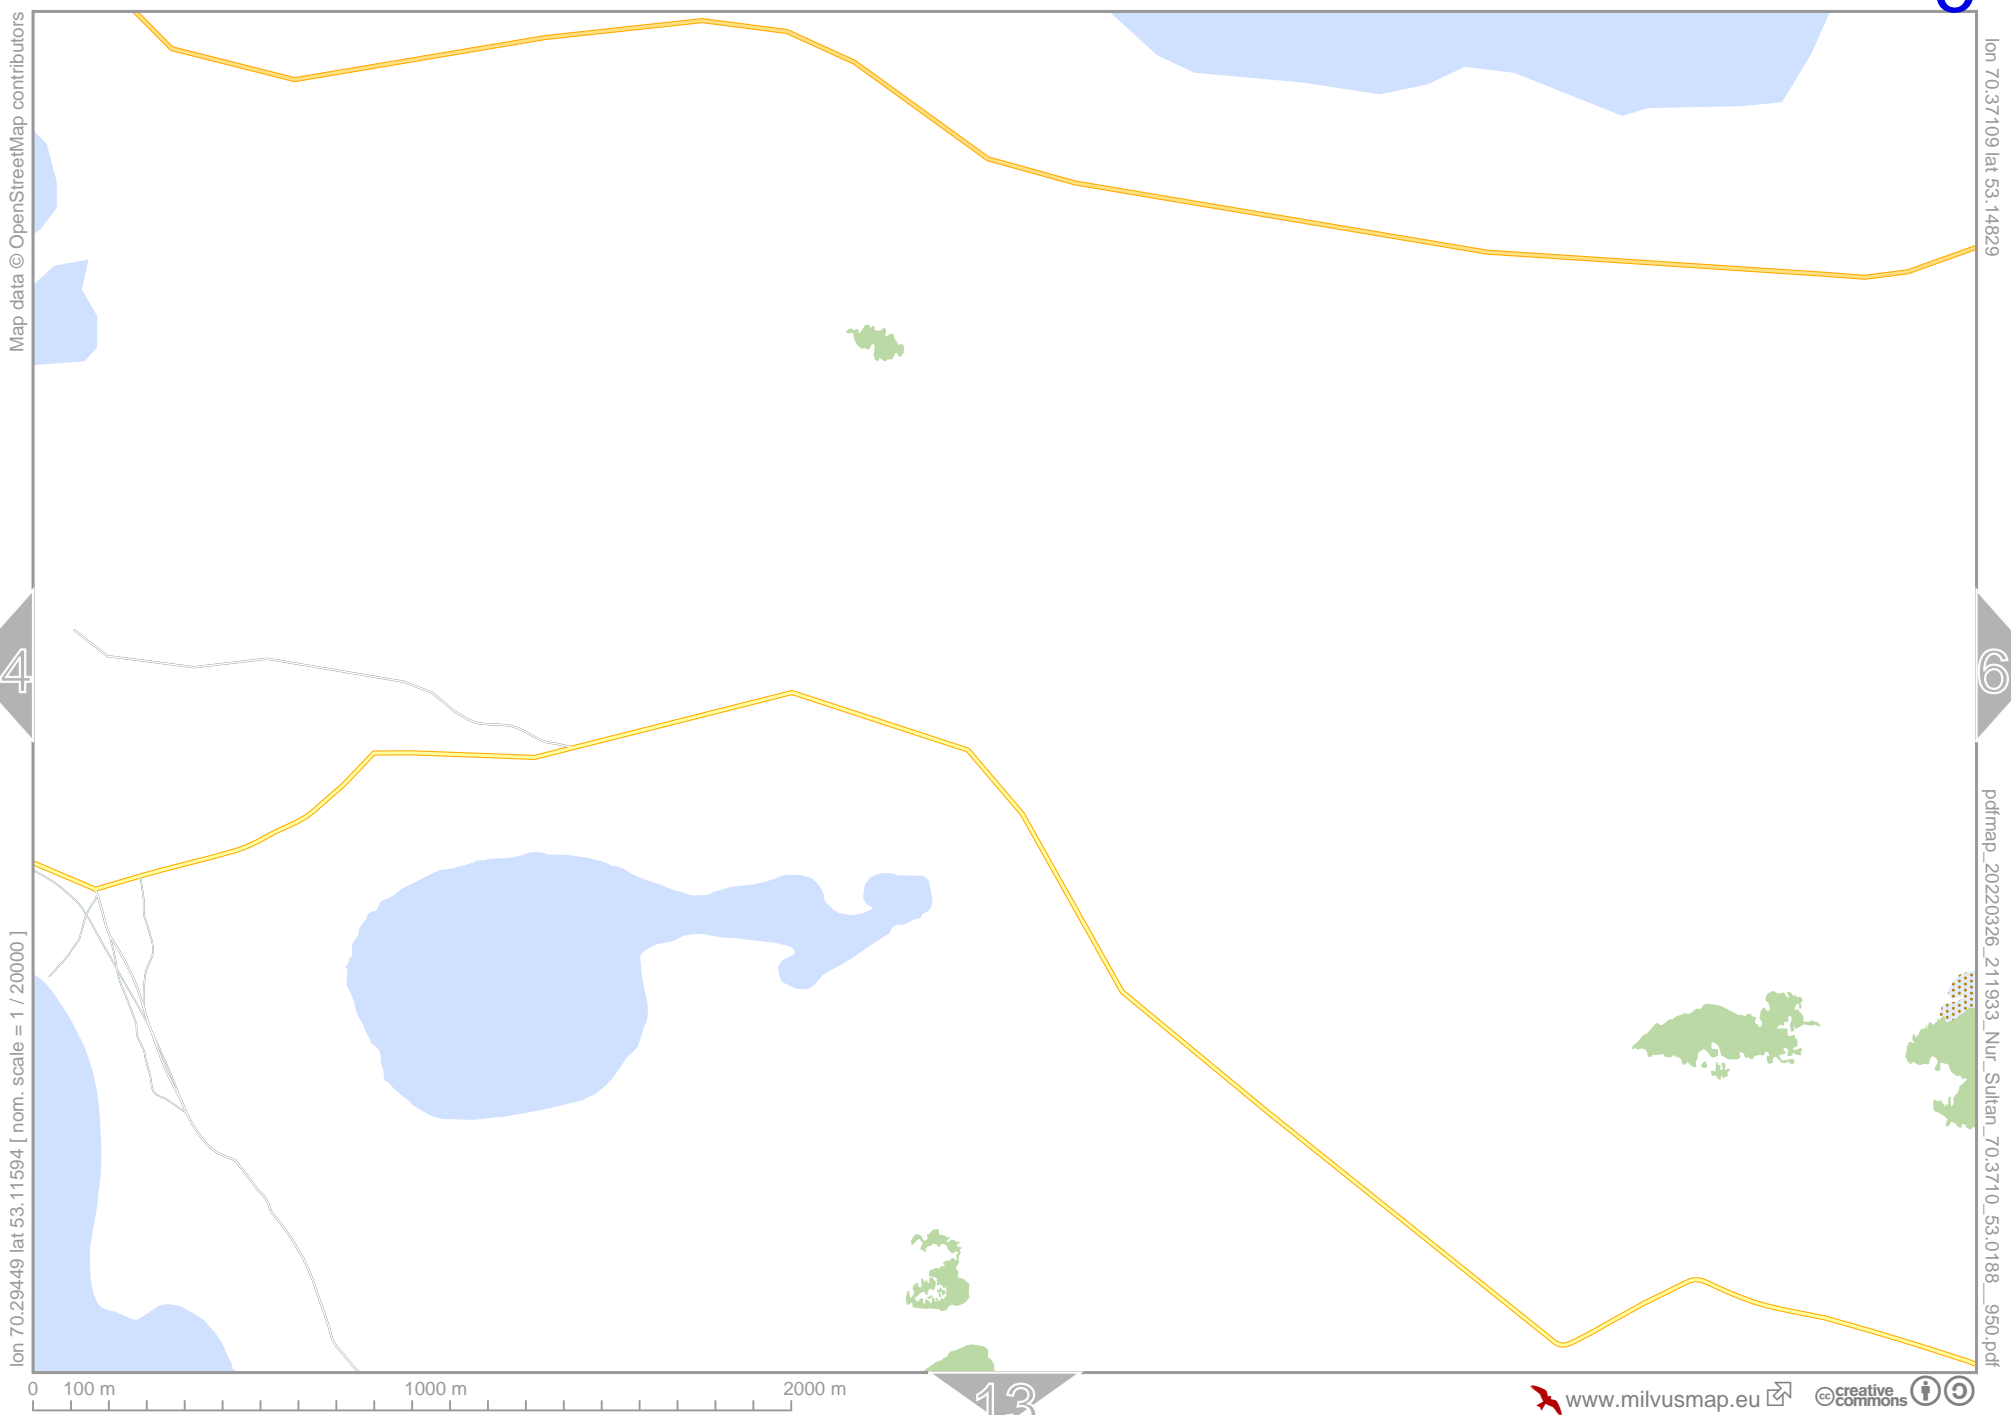 Map data © OpenStreetMap contributors
lon 70.29449 lat 53.11594 [ nom. scale = 1 / 20000 ]
lon 70.37109 lat 53.14829
pdfmap_20220326_211933_Nur_Sultan_70.3710_53.0188__950.pdf
4
6
13
0 100 m 1000 m 2000 m
www.milvusmap.eu
cc creative commons